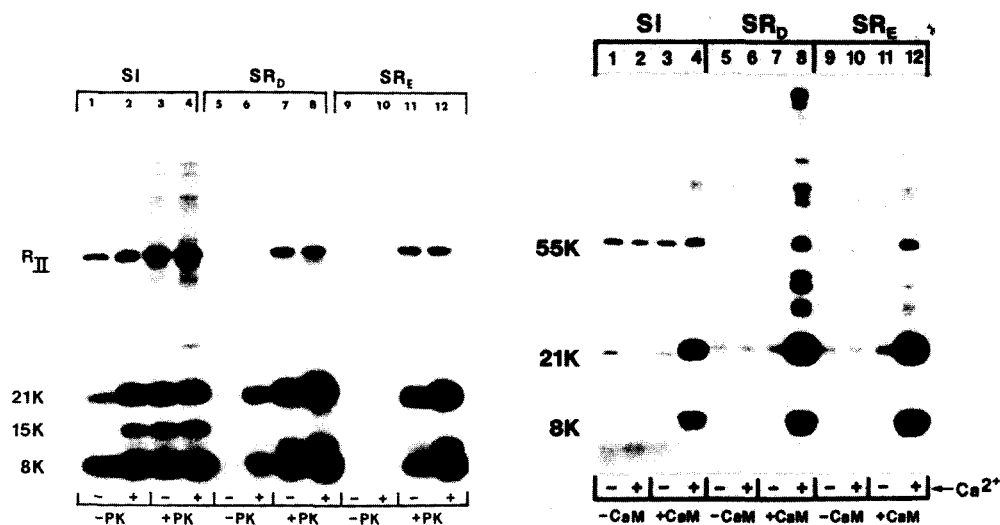 SI SR_D SR_E
1 2 3 4 5 6 7 8 9 10 11 12
R_II
21K
15K
8K
- + - + - + - + - + - +
-PK +PK -PK +PK -PK +PK
SI SR_D SR_E
1 2 3 4 5 6 7 8 9 10 11 12
55K
21K
8K
- + - + - + - + - + - + ←Ca²⁺
-CaM +CaM -CaM +CaM -CaM +CaM